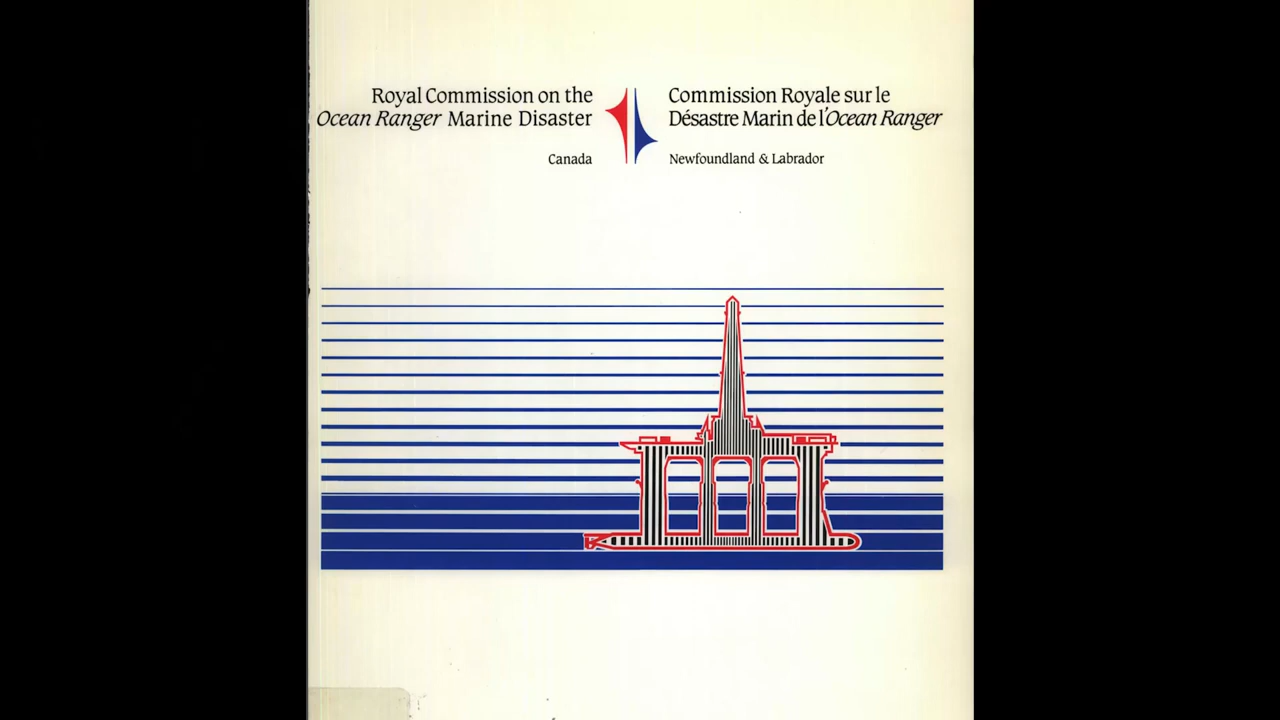 Royal Commission on the
Ocean Ranger Marine Disaster
Canada
Commission Royale sur le
Désastre Marin de l'Ocean Ranger
Newfoundland & Labrador